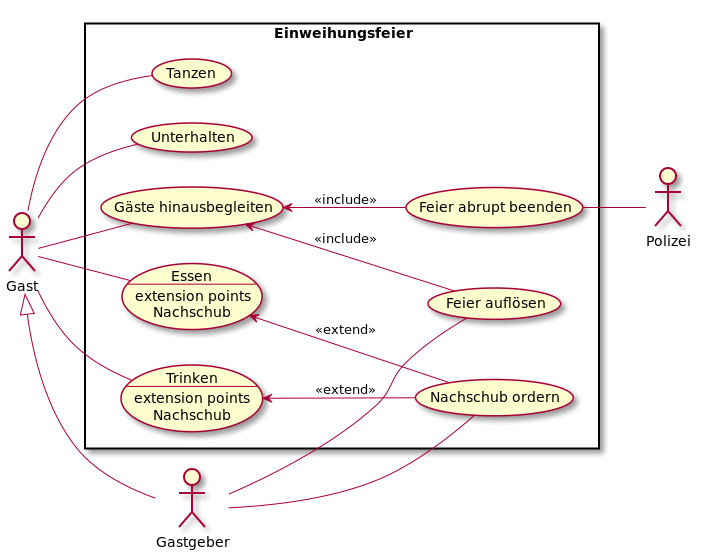 Einweihungsfeier
Tanzen
Unterhalten
Gäste hinausbegleiten
«include»
Feier abrupt beenden
Polizei
«include»
Gast
Essen
extension points
Nachschub
Feier auflösen
«extend»
Trinken
extension points
Nachschub
«extend»
Nachschub ordern
Gastgeber